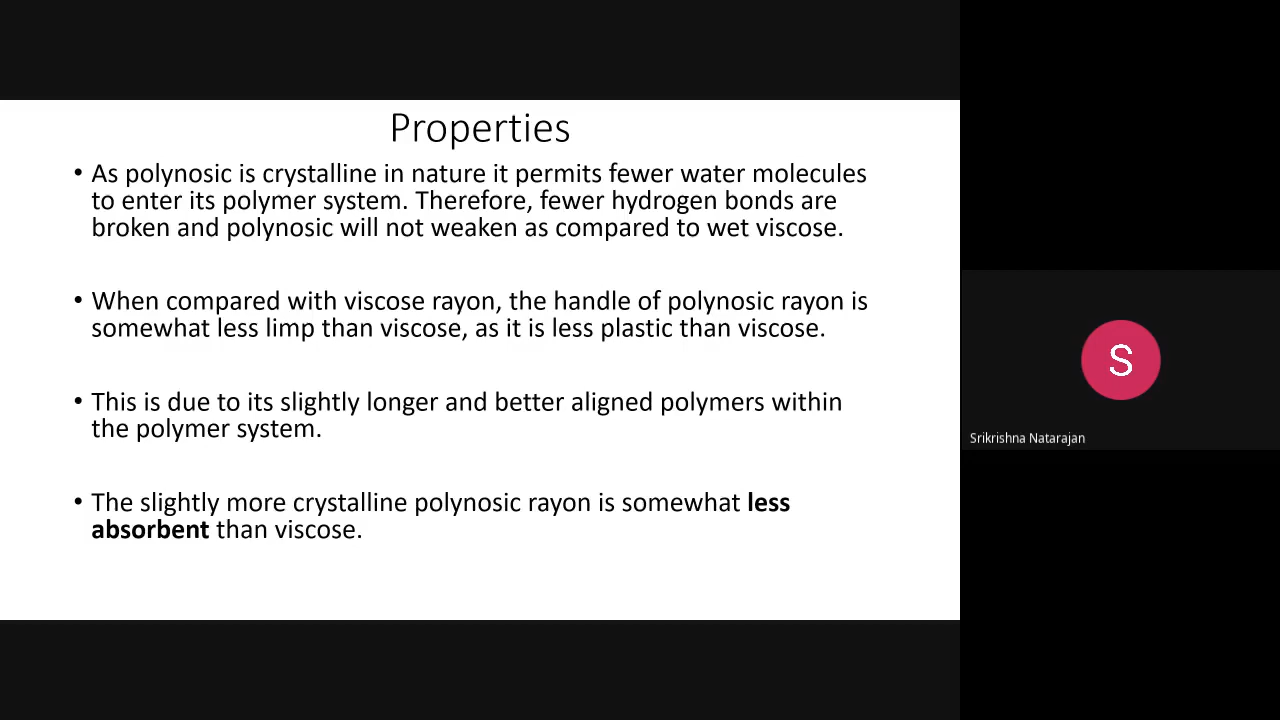 Properties
• As polynosic is crystalline in nature it permits fewer water molecules
to enter its polymer system. Therefore, fewer hydrogen bonds are
broken and polynosic will not weaken as compared to wet viscose.
• When compared with viscose rayon, the handle of polynosic rayon is
somewhat less limp than viscose, as it is less plastic than viscose.
• This is due to its slightly longer and better aligned polymers within
the polymer system.
• The slightly more crystalline polynosic rayon is somewhat less
absorbent than viscose.
S
Srikrishna Natarajan